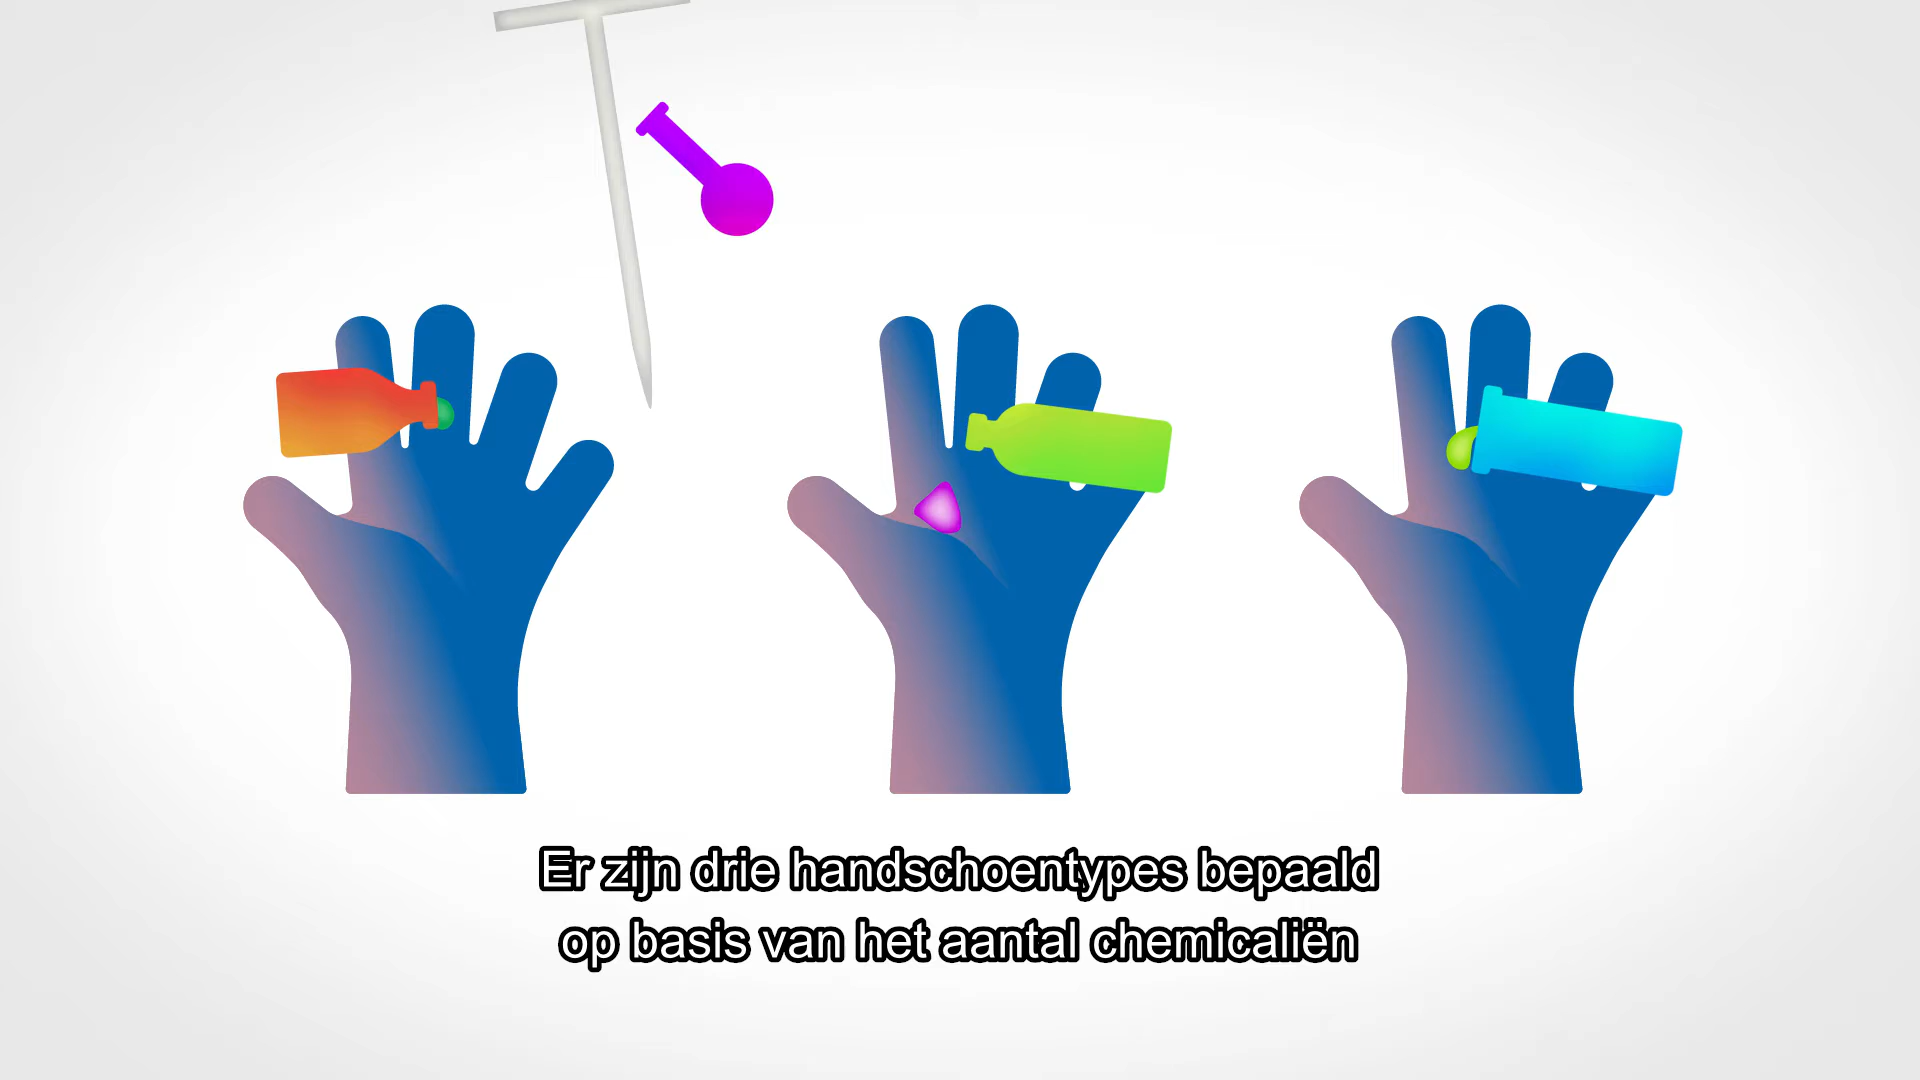 Er zijn drie handschoentypes bepaald
op basis van het aantal chemicaliën